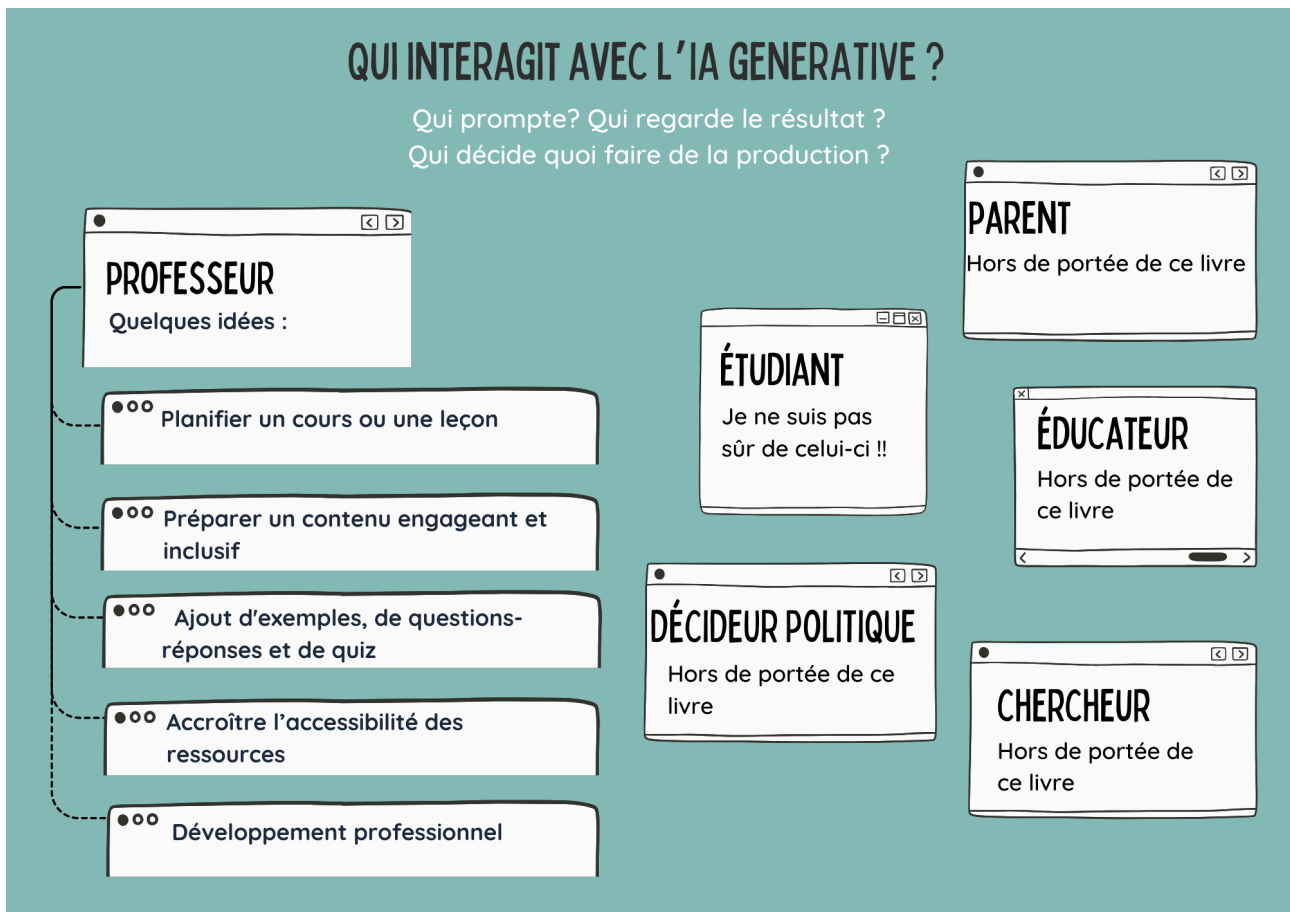 QUI INTERAGIT AVEC L'IA GENERATIVE ?
Qui prompte? Qui regarde le résultat ?
Qui décide quoi faire de la production ?
PROFESSEUR
Quelques idées :
Planifier un cours ou une leçon
Préparer un contenu engageant et
inclusif
Ajout d'exemples, de questions-
réponses et de quiz
Accroître l'accessibilité des
ressources
Développement professionnel
PARENT
Hors de portée de ce livre
ÉTUDIANT
Je ne suis pas
sûr de celui-ci !!
ÉDUCATEUR
Hors de portée de
ce livre
DÉCIDEUR POLITIQUE
Hors de portée de ce
livre
CHERCHEUR
Hors de portée de
ce livre